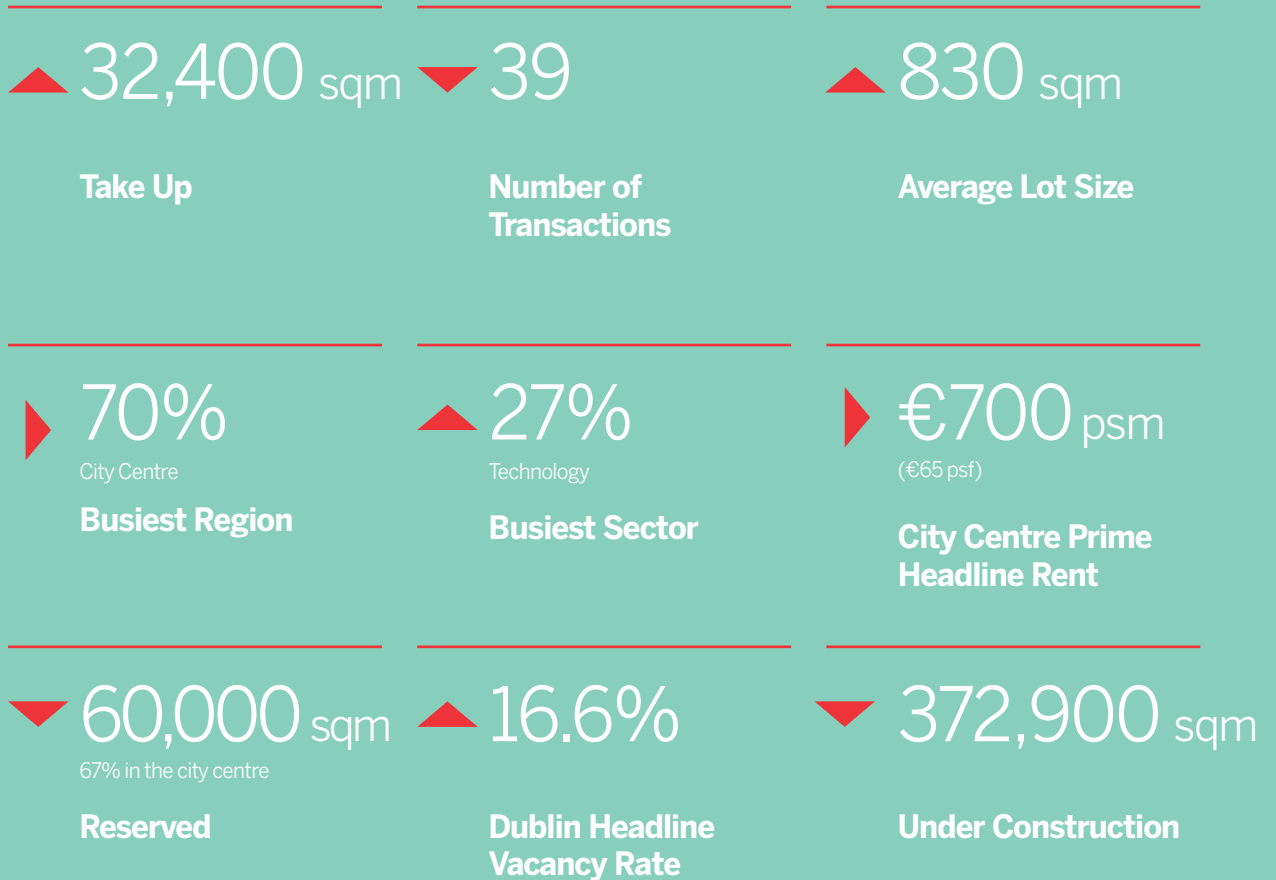 32,400 sqm
Take Up
39
Number of
Transactions
830 sqm
Average Lot Size
70%
City Centre
Busiest Region
27%
Technology
Busiest Sector
€700 psm
(€65 psf)
City Centre Prime
Headline Rent
60,000 sqm
67% in the city centre
Reserved
16.6%
Dublin Headline
Vacancy Rate
372,900 sqm
Under Construction